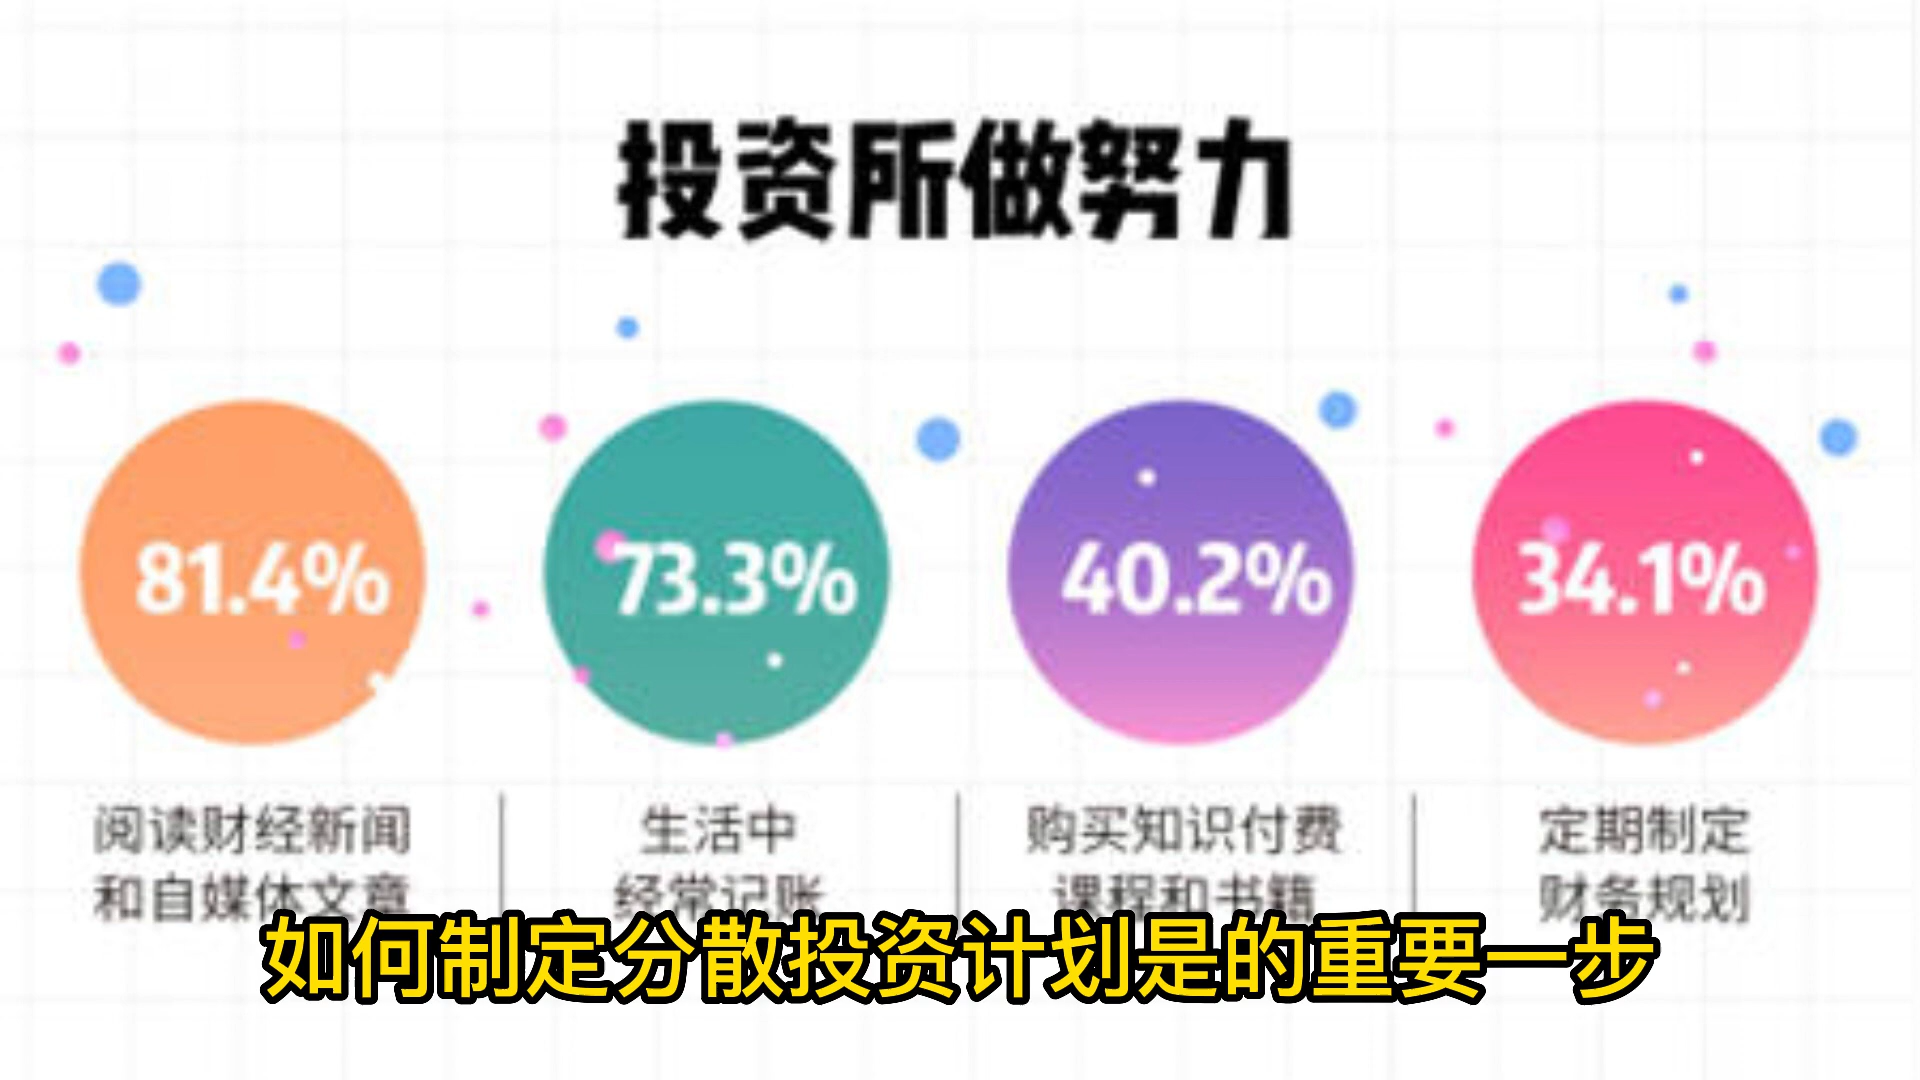 投资所做努力
81.4%
73.3%
40.2%
34.1%
阅读财经新闻
和自媒体文章
生活中
经常记账
购买知识付费
课程和书籍
定期制定
财务规划
如何制定分散投资计划是的重要一步